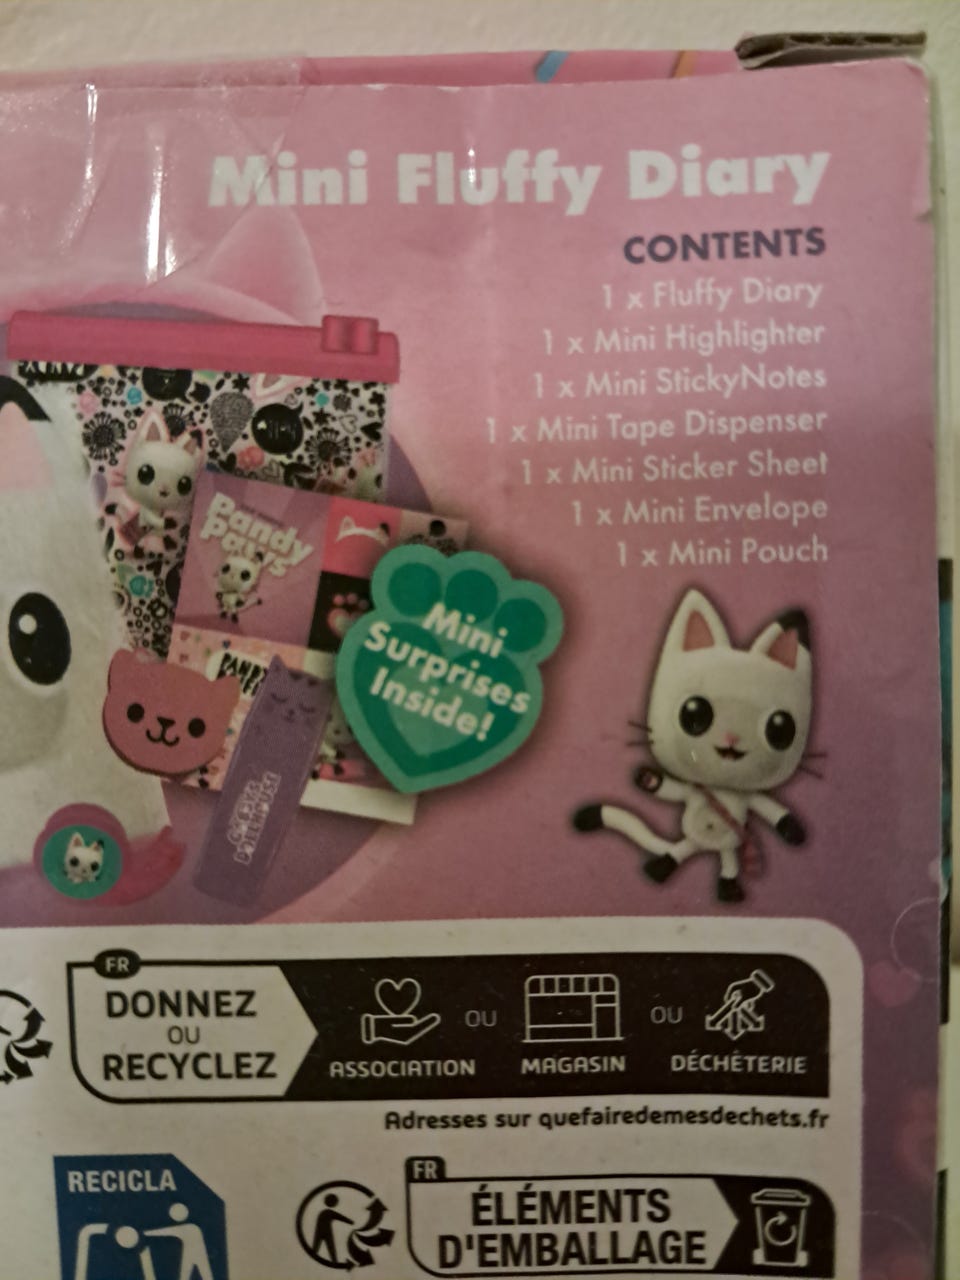 Mini Fluffy Diary
CONTENTS
1 x Fluffy Diary
1 x Mini Highlighter
1 x Mini StickyNotes
1 x Mini Tape Dispenser
1 x Mini Sticker Sheet
1 x Mini Envelope
1 x Mini Pouch
Pandy
Paws
Mini
Surprises
Inside!
FR
DONNEZ
OU
RECYCLEZ
ASSOCIATION
OU
MAGASIN
OU
DÉCHÈTERIE
Adresses sur quefairedemesdechets.fr
RECICLA
FR
ÉLÉMENTS
D'EMBALLAGE